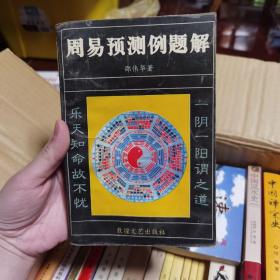 周易预测例题解
邵伟华著
一阴一阳谓之道
乐天知命故不忧
敦煌文艺出版社